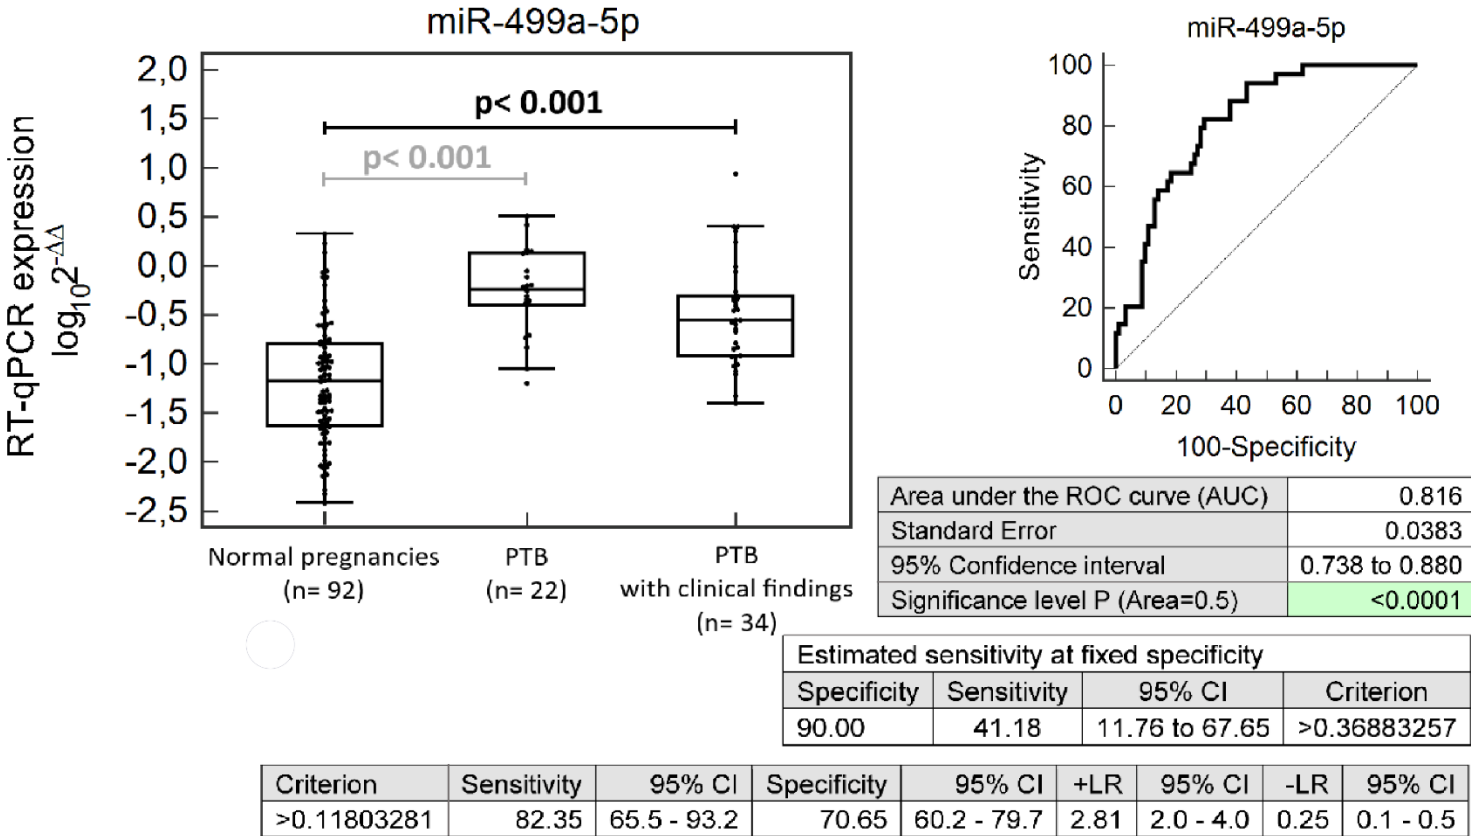 miR-499a-5p
RT-qPCR expression
log₁₀2^-ΔΔ
2,0
1,5
1,0
0,5
0,0
-0,5
-1,0
-1,5
-2,0
-2,5
p< 0.001
p< 0.001
Normal pregnancies
(n= 92)
PTB
(n= 22)
PTB
with clinical findings
(n= 34)
miR-499a-5p
Sensitivity
100
80
60
40
20
0
0 20 40 60 80 100
100-Specificity
Area under the ROC curve (AUC) 0.816
Standard Error 0.0383
95% Confidence interval 0.738 to 0.880
Significance level P (Area=0.5) <0.0001
Estimated sensitivity at fixed specificity
Specificity Sensitivity 95% CI Criterion
90.00 41.18 11.76 to 67.65 >0.36883257
Criterion Sensitivity 95% CI Specificity 95% CI +LR 95% CI -LR 95% CI
>0.11803281 82.35 65.5 - 93.2 70.65 60.2 - 79.7 2.81 2.0 - 4.0 0.25 0.1 - 0.5